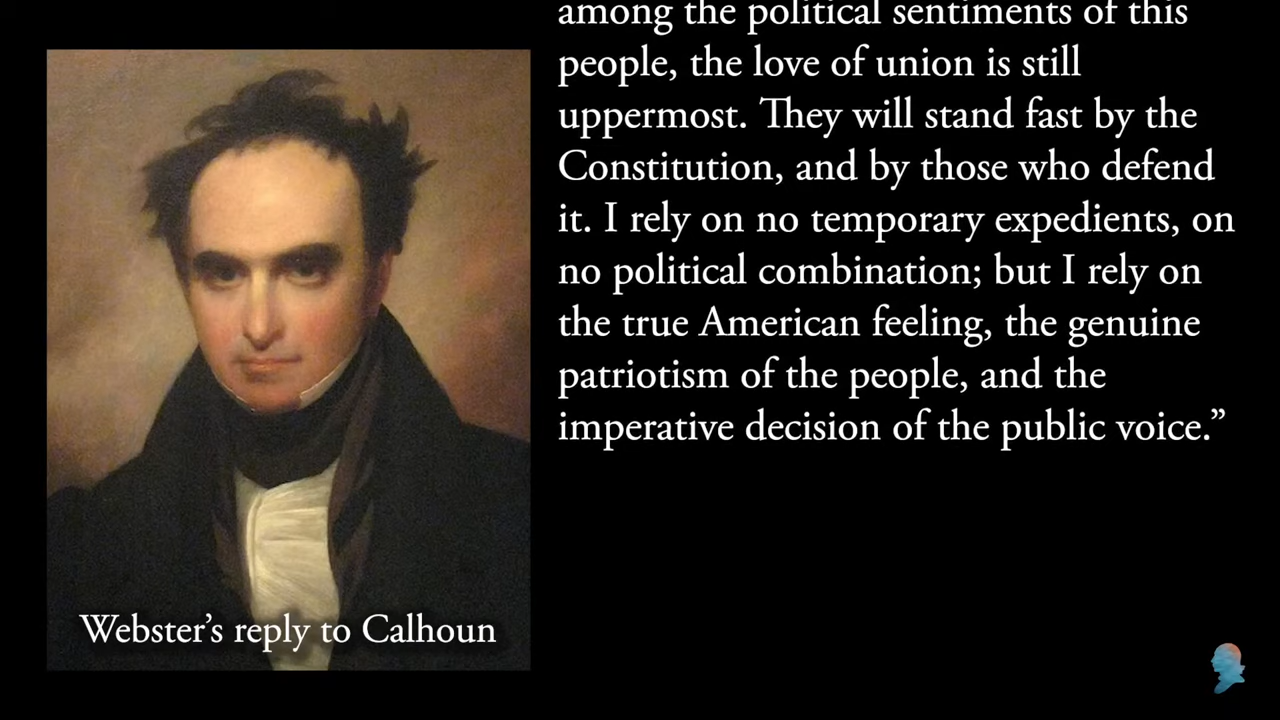 among the political sentiments of this
people, the love of union is still
uppermost. They will stand fast by the
Constitution, and by those who defend
it. I rely on no temporary expedients, on
no political combination; but I rely on
the true American feeling, the genuine
patriotism of the people, and the
imperative decision of the public voice.”
Webster’s reply to Calhoun